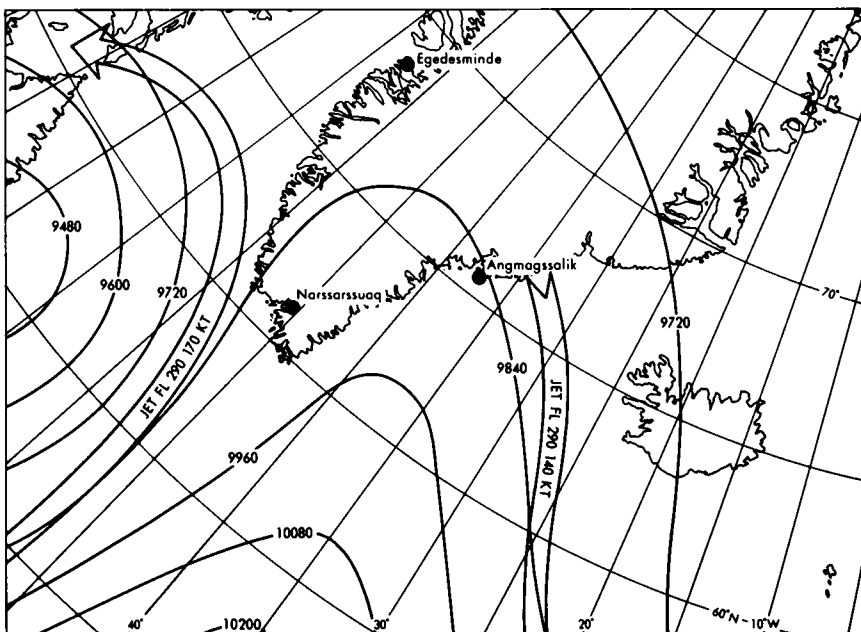 Egedesminde
9480
9600
9720
JET FL 290 170 KT
Narssarssuaq
Angmagssalik
9840
JET FL 290 140 KT
9720
70°
9960
10080
10200
40°
30°
20°
60°N-10°W